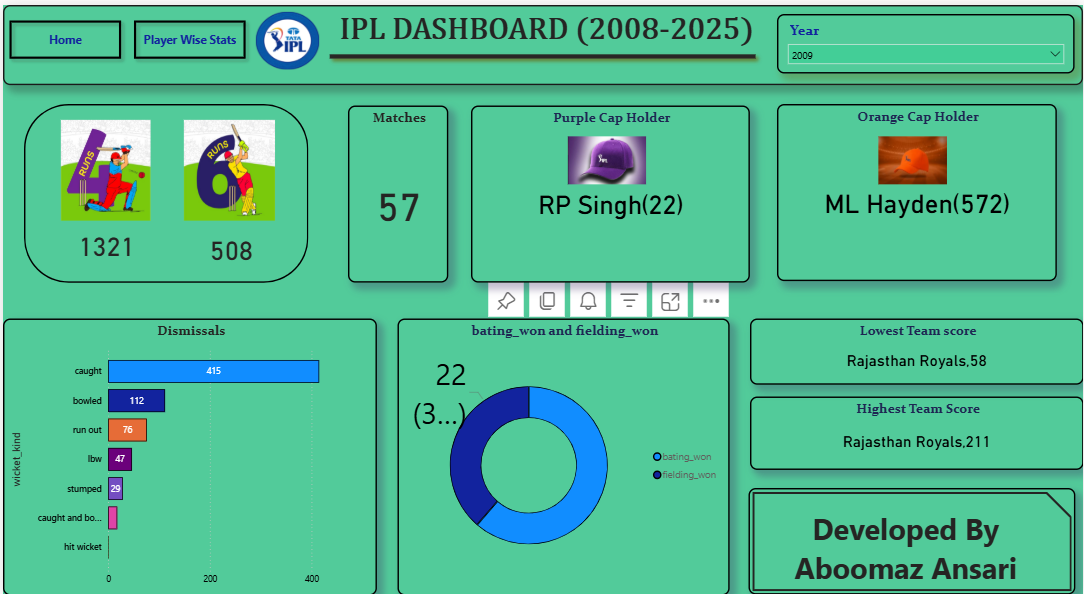 Home
Player Wise Stats
TATA
IPL
IPL DASHBOARD (2008-2025)
Year
2009
RUNS
4
RUNS
6
1321
508
Matches
57
Purple Cap Holder
RP Singh(22)
Orange Cap Holder
ML Hayden(572)
Dismissals
wicket_kind
caught
415
bowled
112
run out
76
lbw
47
stumped
29
caught and bo...
hit wicket
0
200
400
bating_won and fielding_won
22
(3...)
bating_won
fielding_won
Lowest Team score
Rajasthan Royals,58
Highest Team Score
Rajasthan Royals,211
Developed By
Aboomaz Ansari